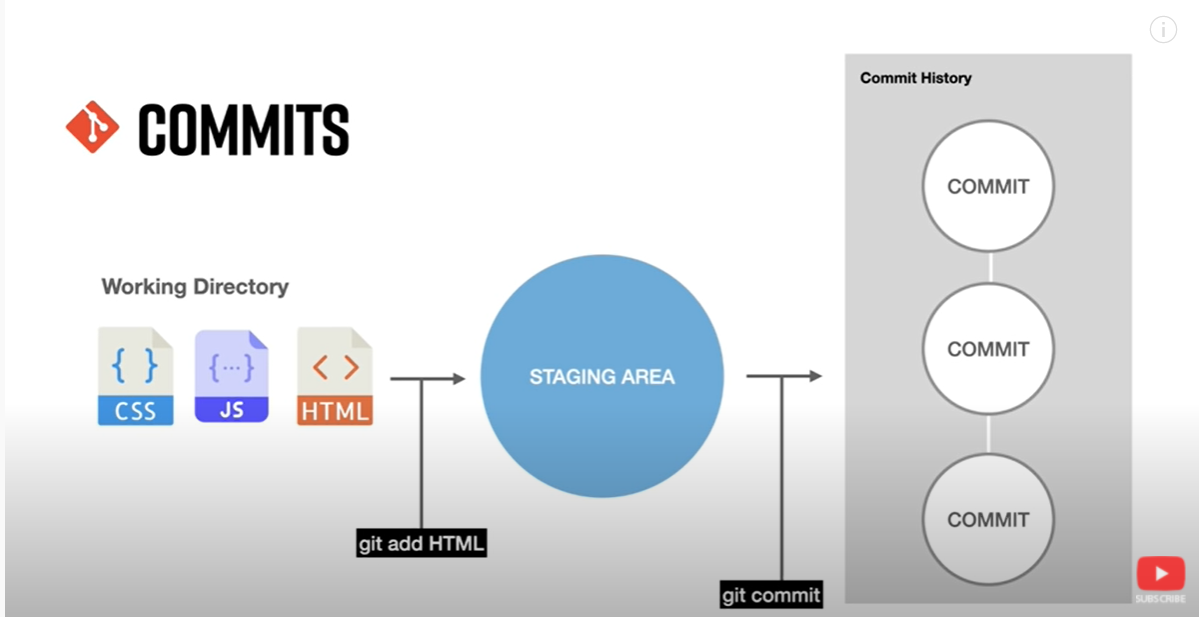 COMMITS
Commit History
COMMIT
Working Directory
{ }
CSS
{...}
JS
< >
HTML
STAGING AREA
COMMIT
git add HTML
COMMIT
git commit
SUBSCRIBE
i